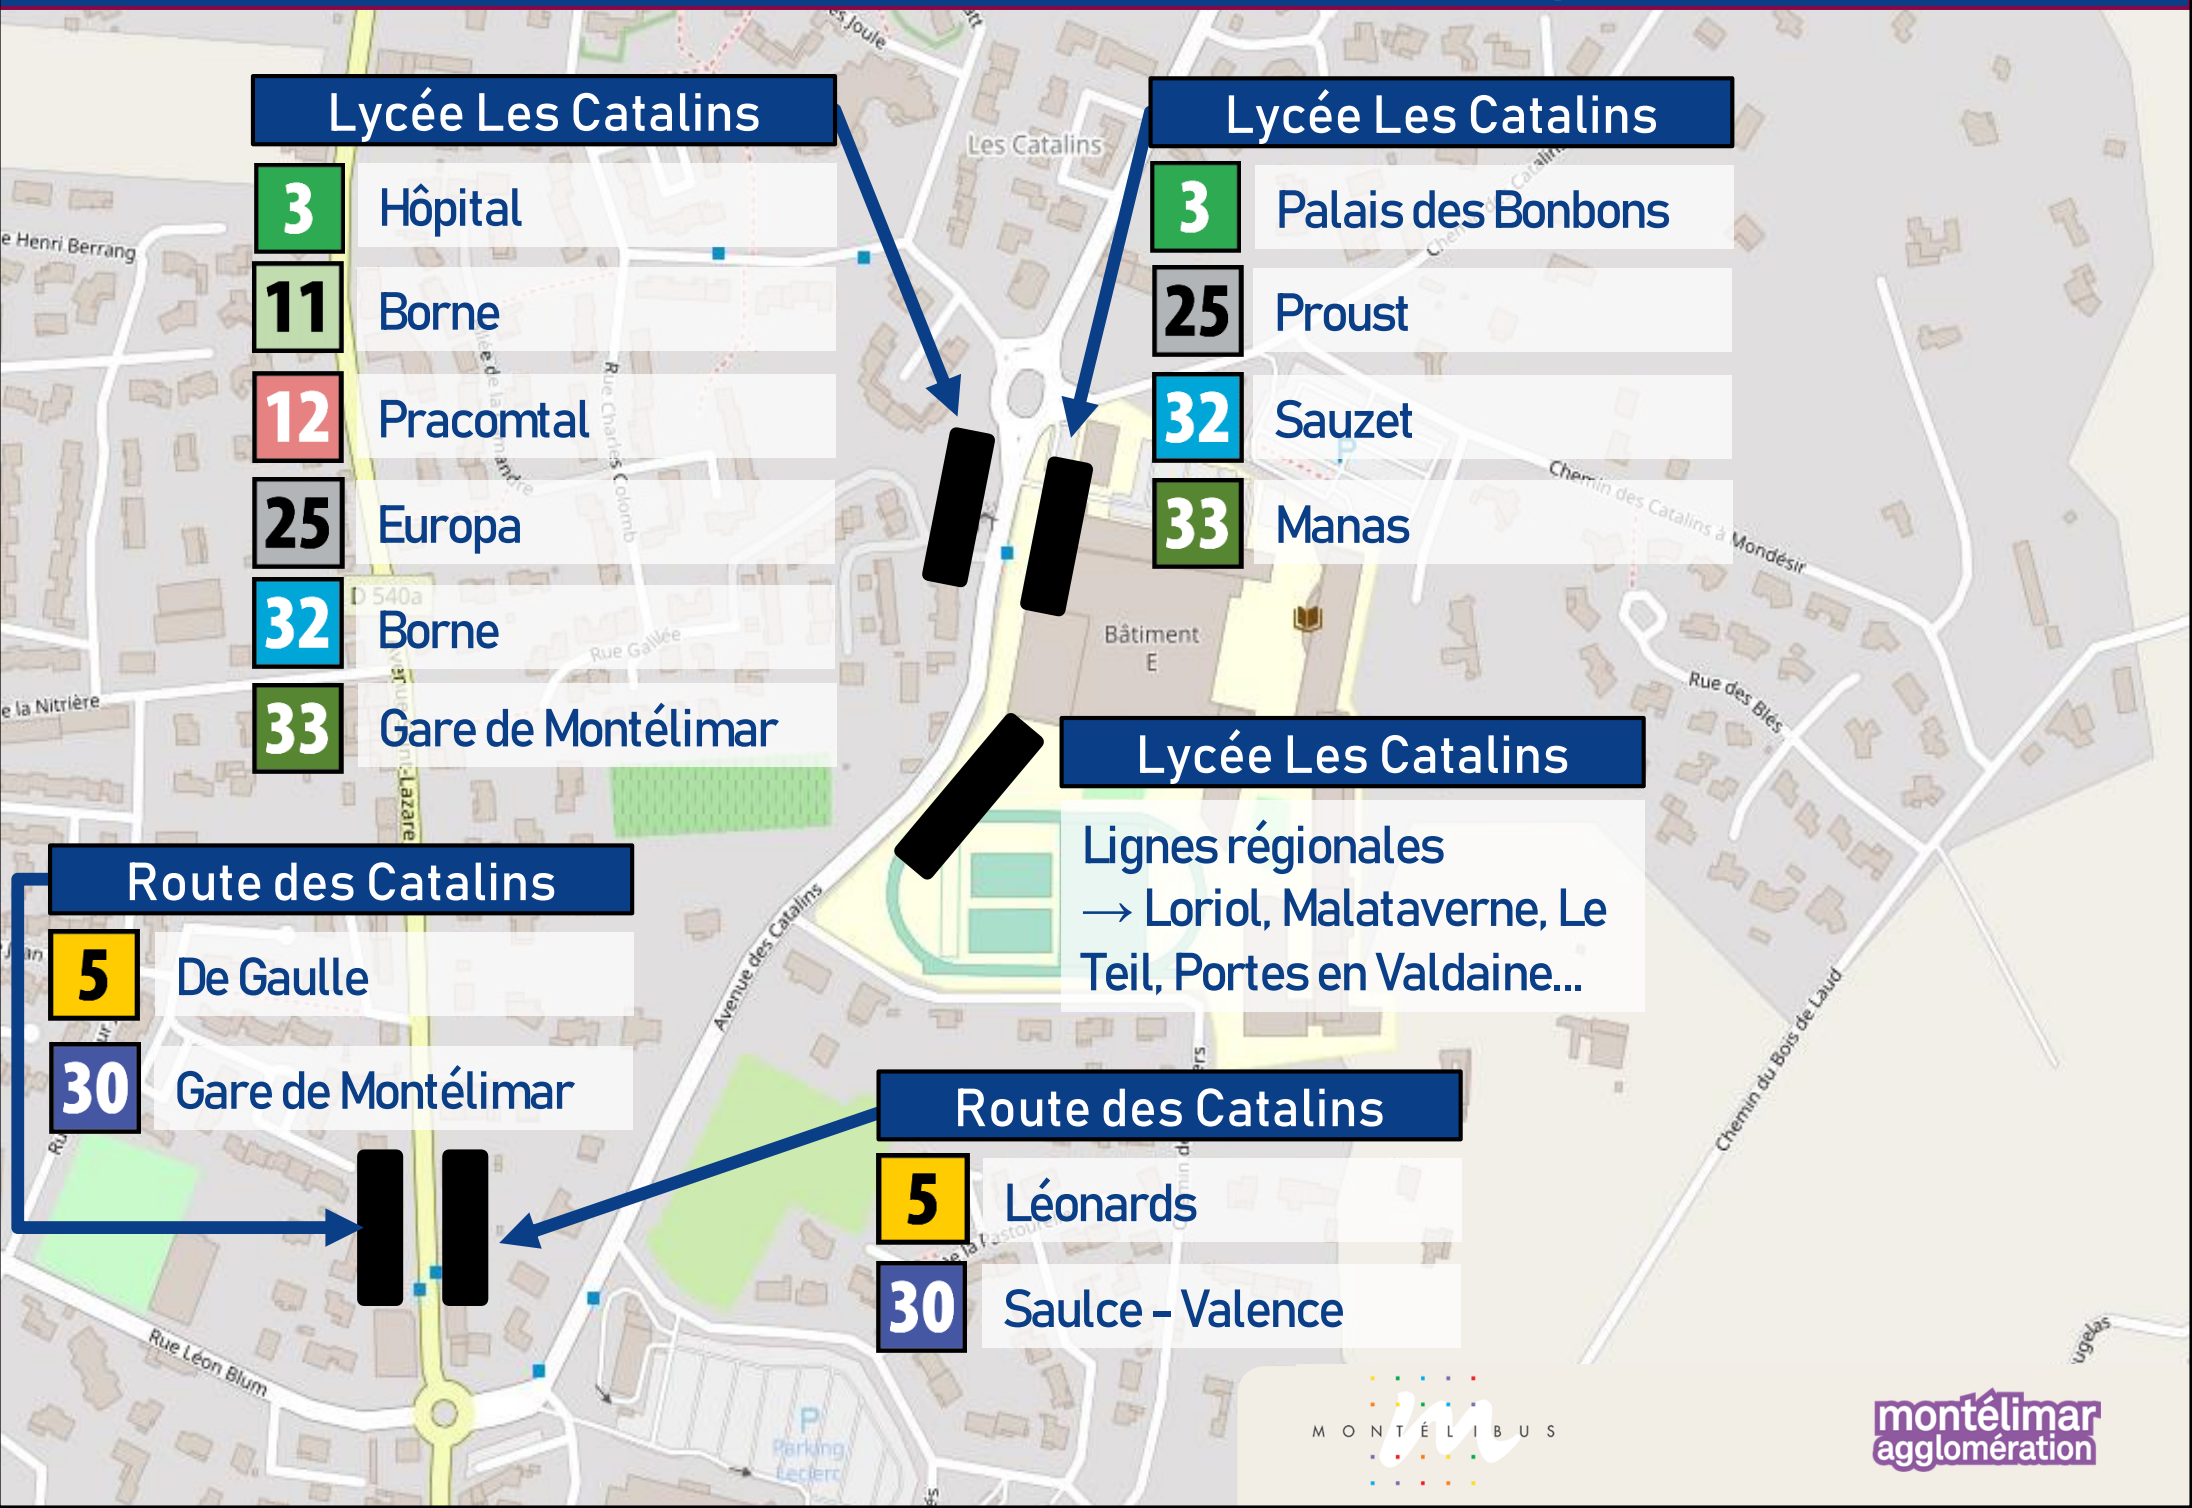 Joule
Les Catalins
Lycée Les Catalins
3 Hôpital
11 Borne
12 Pracomtal
25 Europa
32 Borne
33 Gare de Montélimar
Lycée Les Catalins
3 Palais des Bonbons
25 Proust
32 Sauzet
33 Manas
e Henri Berrang
Rue Charles Colomb
D 540a
Rue Galilée
e la Nitrière
P
Chemin des Catalins à Mondésir
Bâtiment
E
Rue des Blés
Lycée Les Catalins
Lignes régionales
→ Loriol, Malataverne, Le
Teil, Portes en Valdaine...
Route des Catalins
5 De Gaulle
30 Gare de Montélimar
Avenue des Catalins
Chemin du Bois de Laud
Route des Catalins
5 Léonards
30 Saulce - Valence
Rue Léon Blum
P
Parking
Leclerc
MONTÉLIBUS
montélimar
agglomération